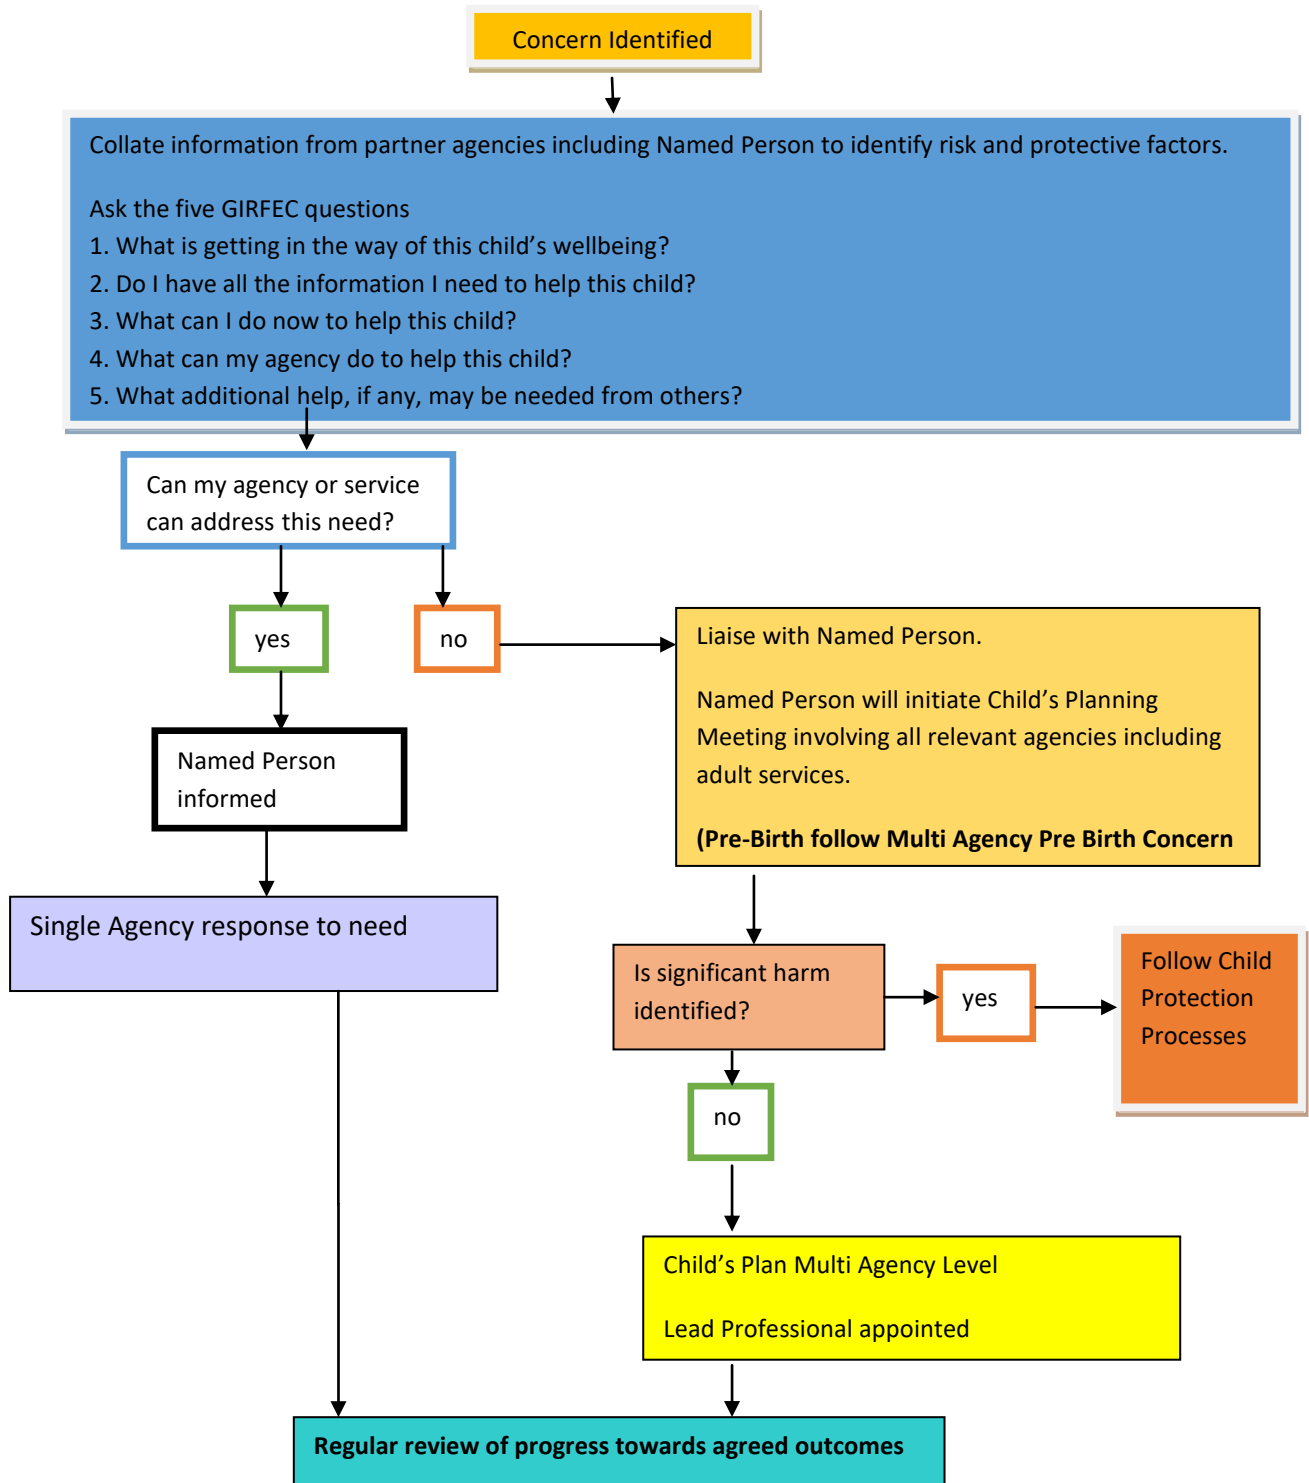 Concern Identified
Collate information from partner agencies including Named Person to identify risk and protective factors.
Ask the five GIRFEC questions
1. What is getting in the way of this child’s wellbeing?
2. Do I have all the information I need to help this child?
3. What can I do now to help this child?
4. What can my agency do to help this child?
5. What additional help, if any, may be needed from others?
Can my agency or service
can address this need?
yes
no
Liaise with Named Person.
Named Person will initiate Child’s Planning
Meeting involving all relevant agencies including
adult services.
(Pre-Birth follow Multi Agency Pre Birth Concern
Named Person
informed
Single Agency response to need
Is significant harm
identified?
yes
Follow Child
Protection
Processes
no
Child’s Plan Multi Agency Level
Lead Professional appointed
Regular review of progress towards agreed outcomes